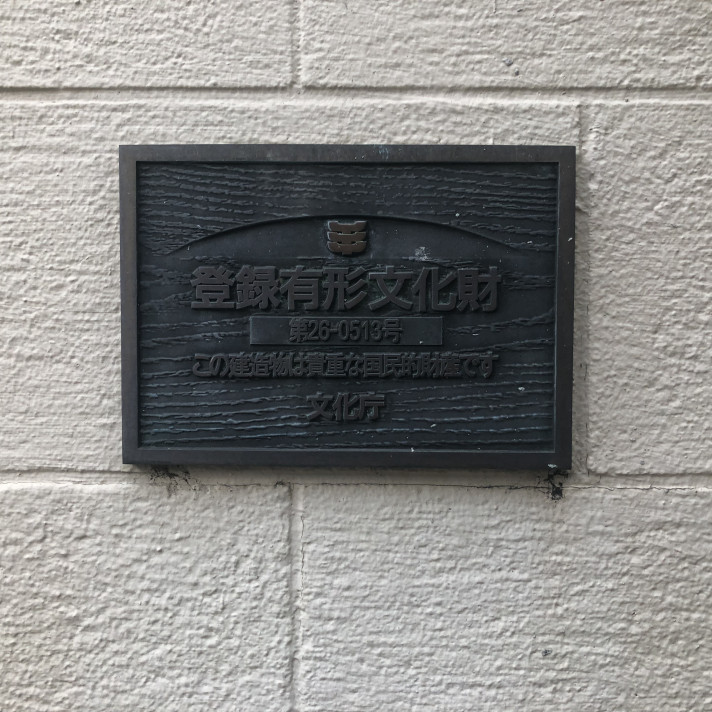 登録有形文化財
第26-0513号
この建造物は貴重な国民的財産です
文化庁